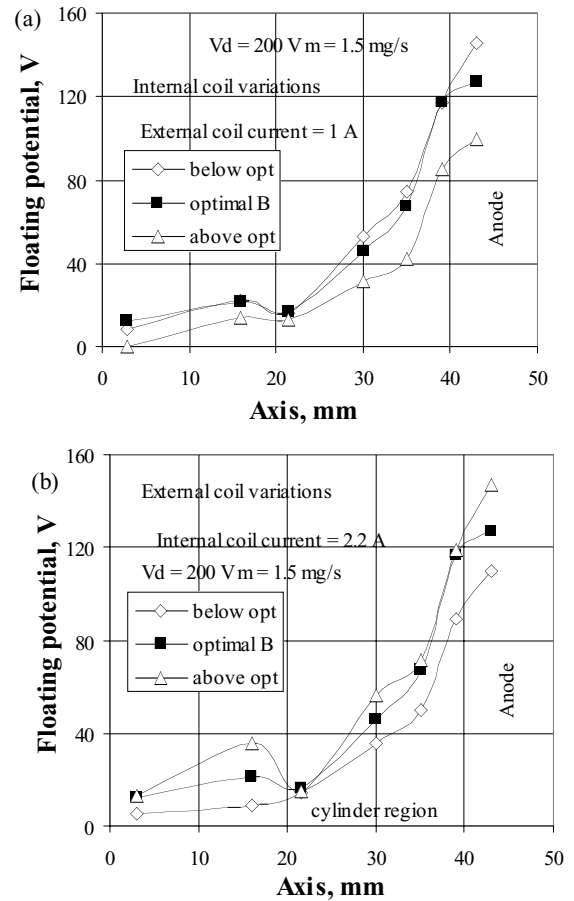 (a)
Vd = 200 V m = 1.5 mg/s
Internal coil variations
External coil current = 1 A
below opt
optimal B
above opt
Anode
Floating potential, V
160
120
80
40
0
0 10 20 30 40 50
Axis, mm
(b)
External coil variations
Internal coil current = 2.2 A
Vd = 200 V m = 1.5 mg/s
below opt
optimal B
above opt
Anode
cylinder region
Floating potential, V
160
120
80
40
0
0 10 20 30 40 50
Axis, mm